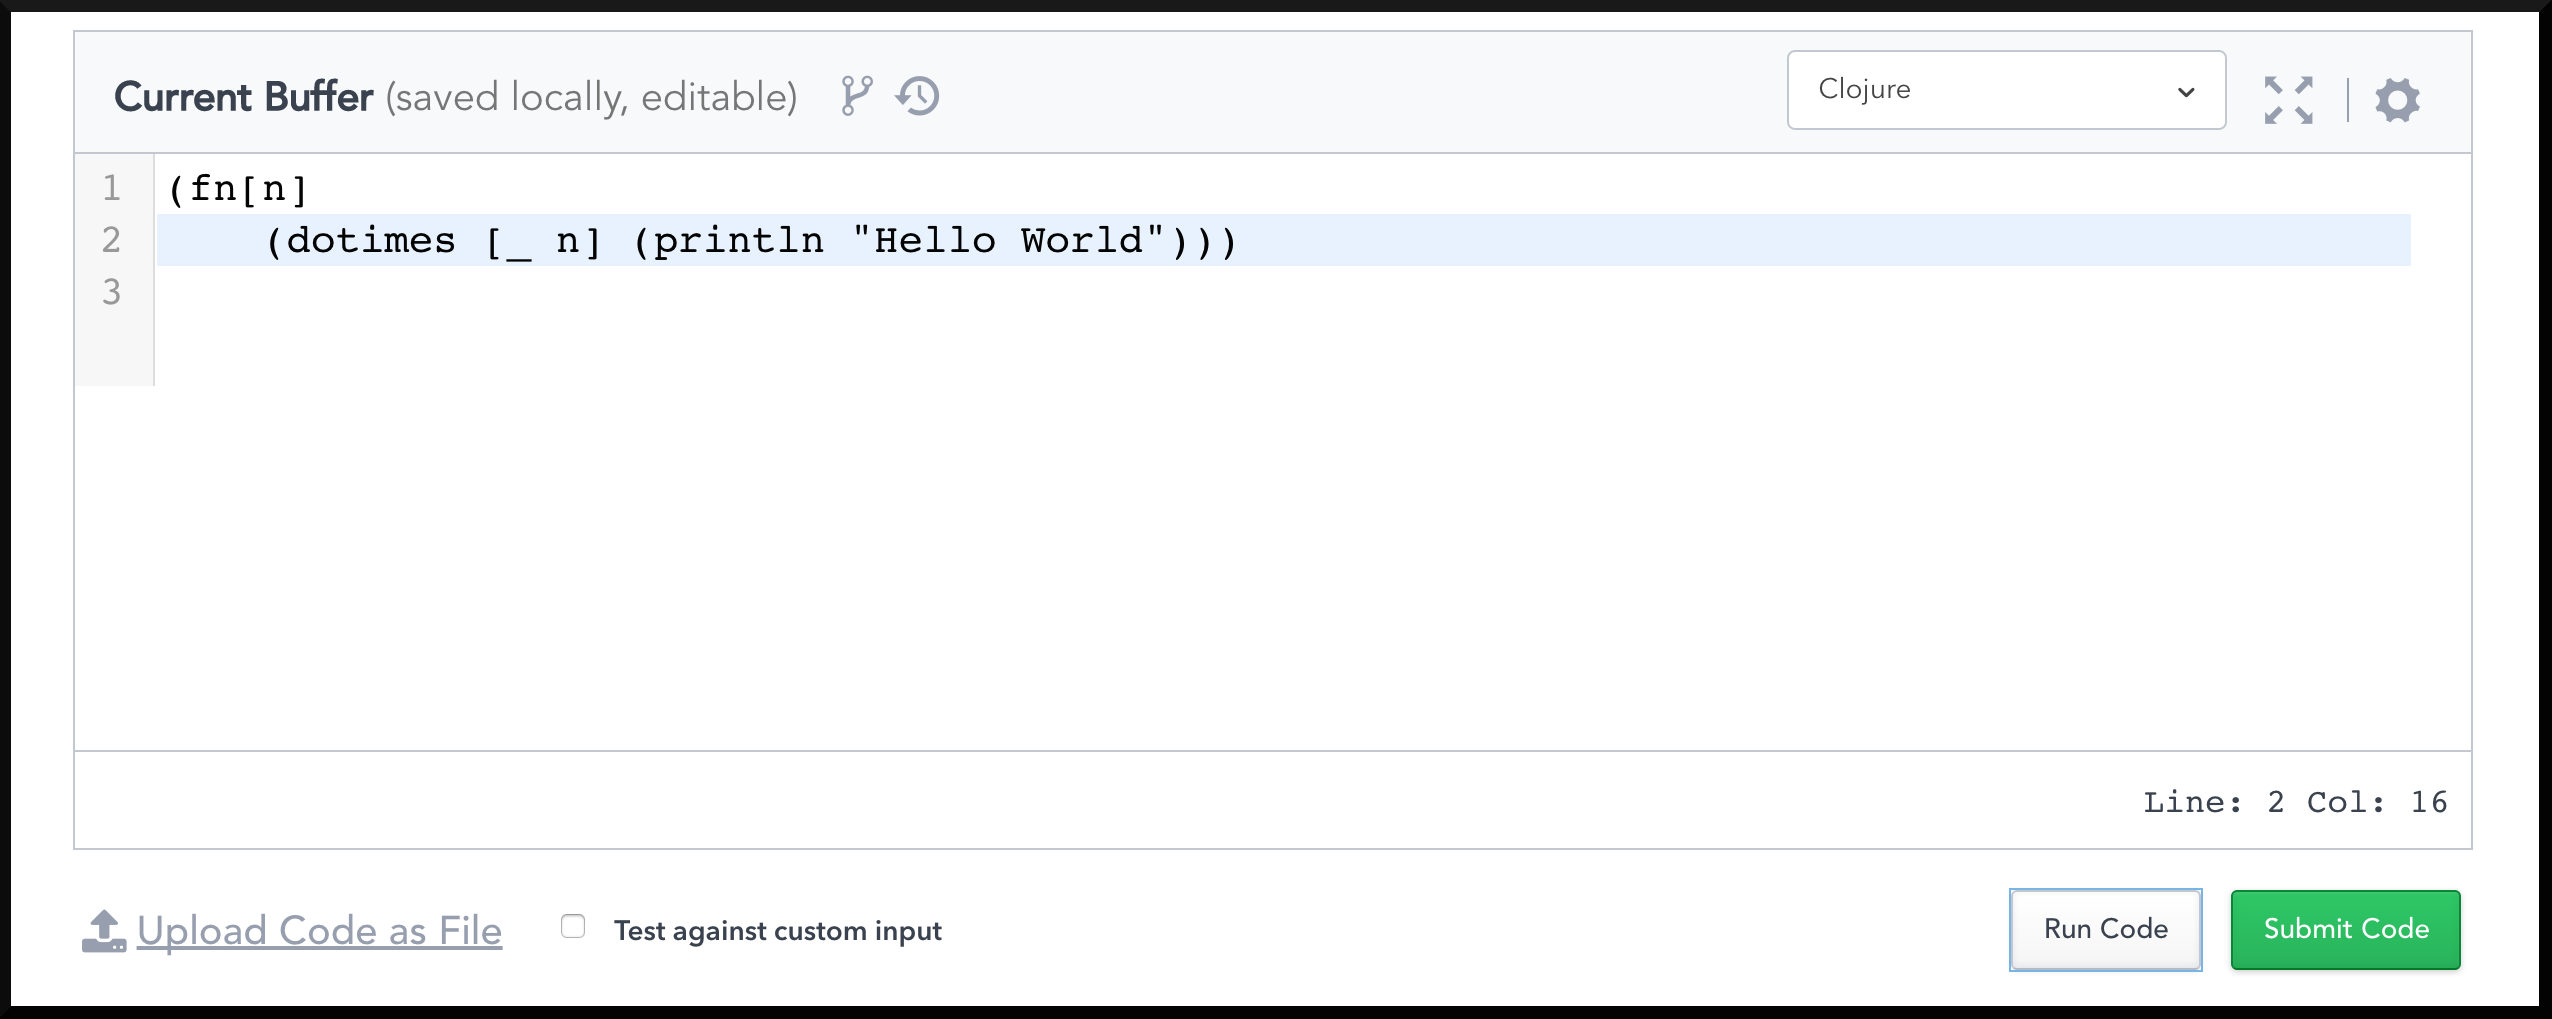 Current Buffer (saved locally, editable)
Clojure
1 (fn[n]
2     (dotimes [_ n] (println "Hello World")))
3
Line: 2 Col: 16
Upload Code as File
Test against custom input
Run Code
Submit Code